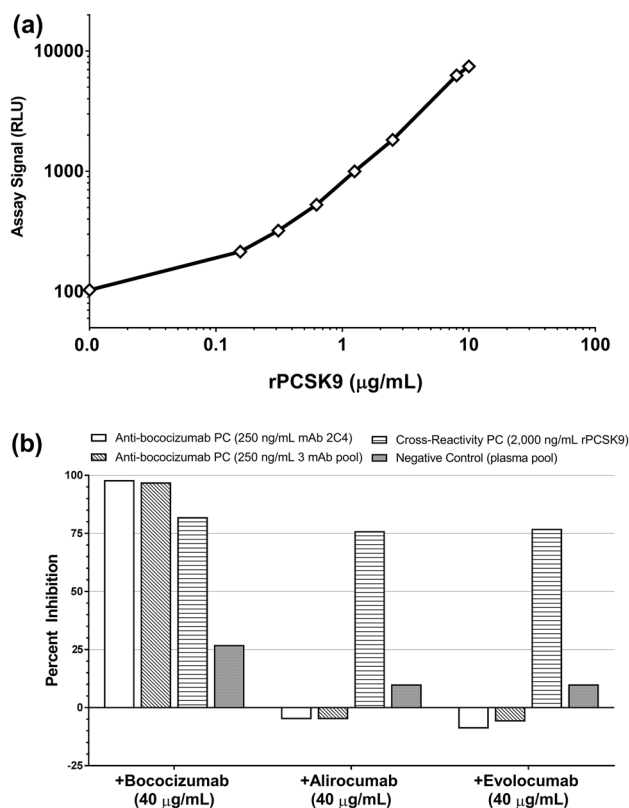 (a)
10000
1000
100
Assay Signal (RLU)
0.0 0.1 1 10 100
rPCSK9 (μg/mL)
(b)
Anti-bococizumab PC (250 ng/mL mAb 2C4)
Cross-Reactivity PC (2,000 ng/mL rPCSK9)
Anti-bococizumab PC (250 ng/mL 3 mAb pool)
Negative Control (plasma pool)
100
75
50
25
0
-25
Percent Inhibition
+Bococizumab
(40 μg/mL)
+Alirocumab
(40 μg/mL)
+Evolocumab
(40 μg/mL)